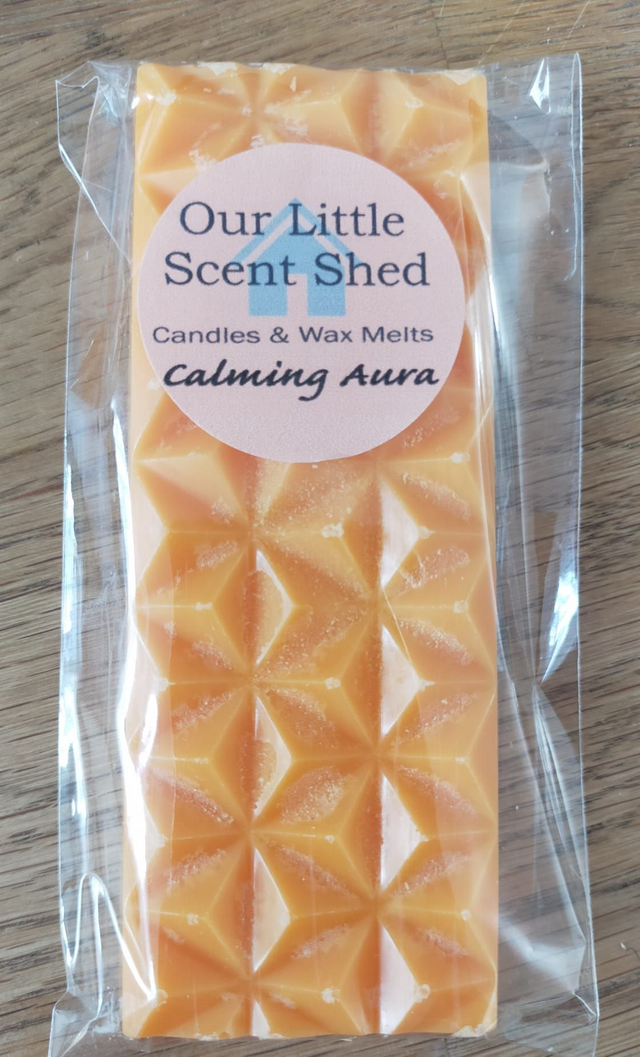 Our Little
Scent Shed
Candles & Wax Melts
Calming Aura